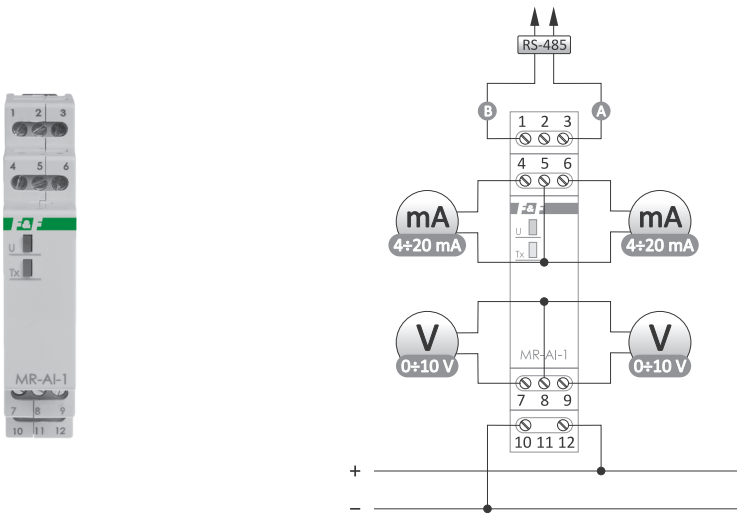 1 2 3
4 5 6
F&F
U
Tx
MR-AI-1
7 8 9
10 11 12
RS-485
B A
1 2 3
4 5 6
F&F
mA mA
4÷20 mA 4÷20 mA
U
Tx
V V
0÷10 V 0÷10 V
MR-AI-1
7 8 9
10 11 12
+
−